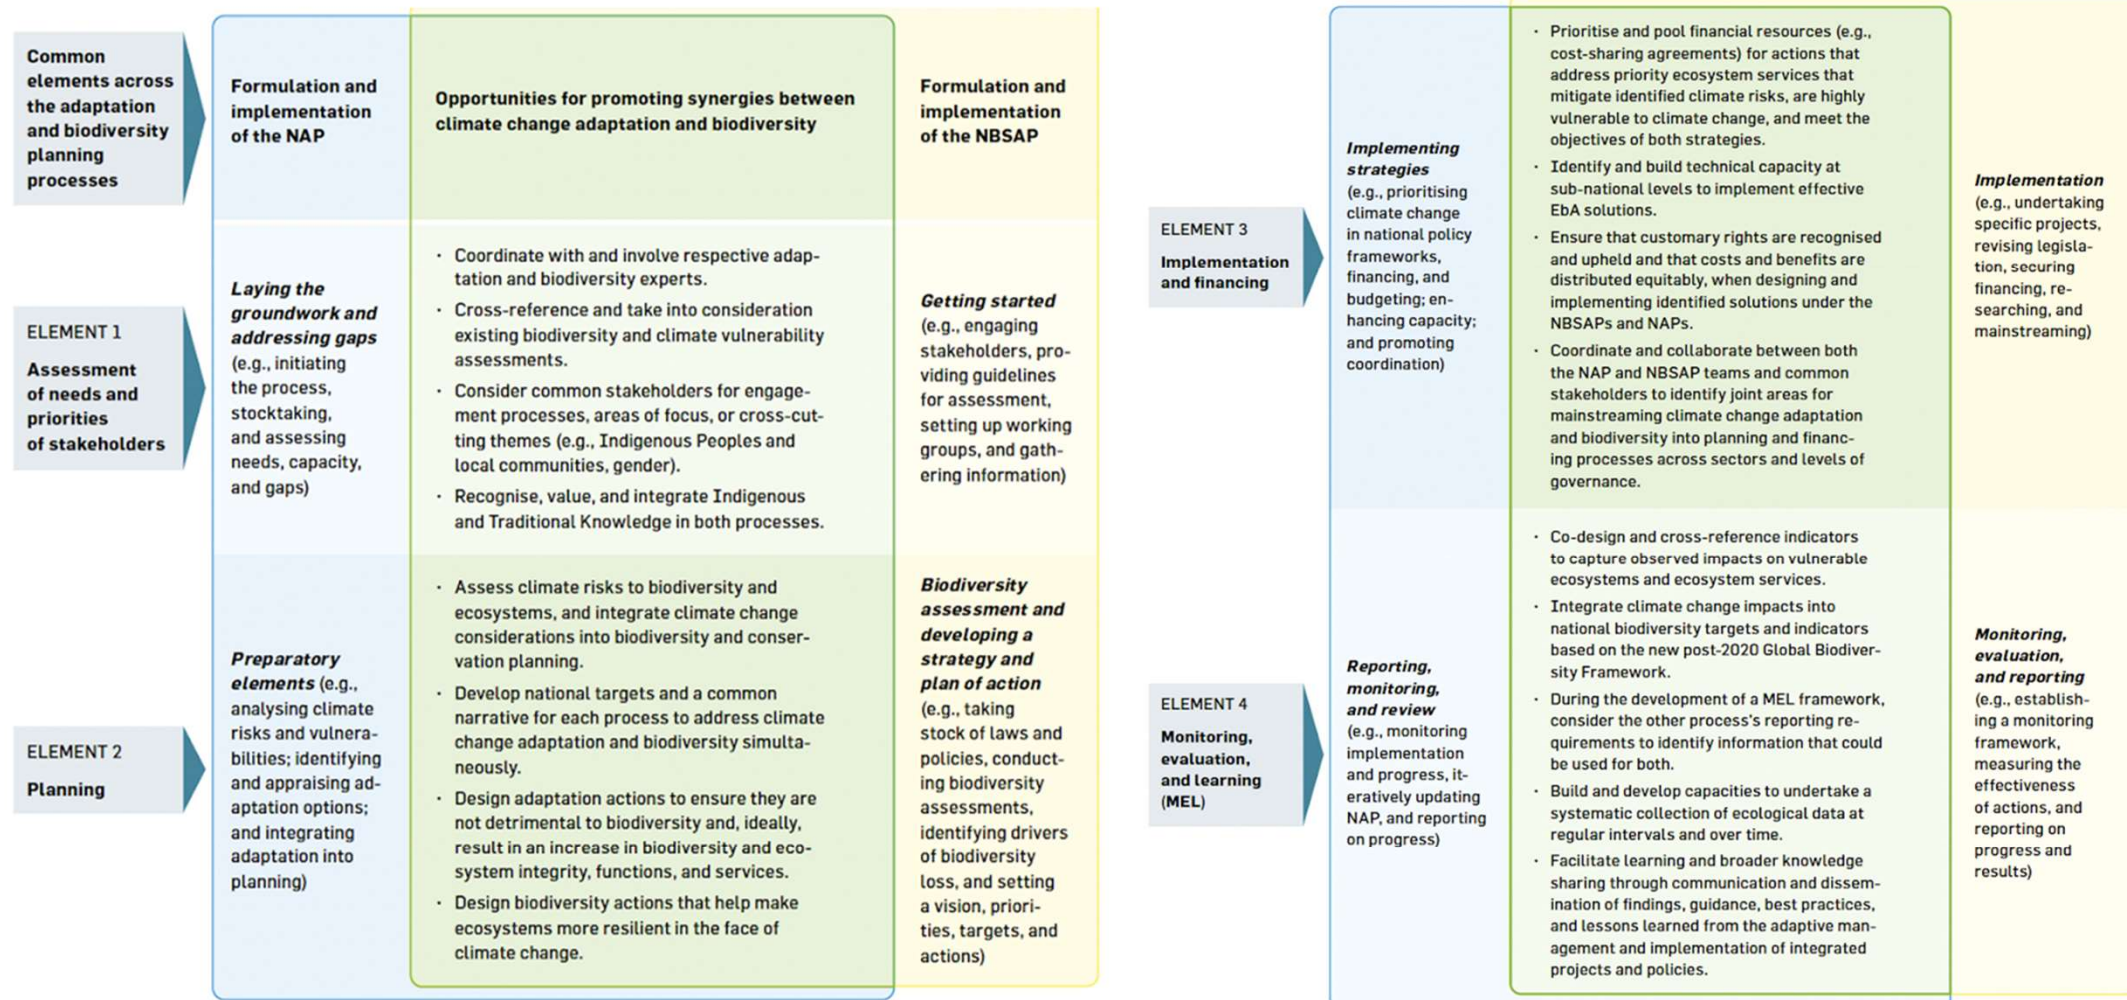 Common
elements across
the adaptation
and biodiversity
planning
processes
Formulation and
implementation
of the NAP
Opportunities for promoting synergies between
climate change adaptation and biodiversity
Formulation and
implementation
of the NBSAP
ELEMENT 1
Assessment
of needs and
priorities
of stakeholders
Laying the
groundwork and
addressing gaps
(e.g., initiating
the process,
stocktaking,
and assessing
needs, capacity,
and gaps)
· Coordinate with and involve respective adap-
tation and biodiversity experts.
· Cross-reference and take into consideration
existing biodiversity and climate vulnerability
assessments.
· Consider common stakeholders for engage-
ment processes, areas of focus, or cross-cut-
ting themes (e.g., Indigenous Peoples and
local communities, gender).
· Recognise, value, and integrate Indigenous
and Traditional Knowledge in both processes.
Getting started
(e.g., engaging
stakeholders, pro-
viding guidelines
for assessment,
setting up working
groups, and gath-
ering information)
ELEMENT 2
Planning
Preparatory
elements (e.g.,
analysing climate
risks and vulnera-
bilities; identifying
and appraising ad-
aptation options;
and integrating
adaptation into
planning)
· Assess climate risks to biodiversity and
ecosystems, and integrate climate change
considerations into biodiversity and conser-
vation planning.
· Develop national targets and a common
narrative for each process to address climate
change adaptation and biodiversity simulta-
neously.
· Design adaptation actions to ensure they are
not detrimental to biodiversity and, ideally,
result in an increase in biodiversity and eco-
system integrity, functions, and services.
· Design biodiversity actions that help make
ecosystems more resilient in the face of
climate change.
Biodiversity
assessment and
developing a
strategy and
plan of action
(e.g., taking
stock of laws and
policies, conduct-
ing biodiversity
assessments,
identifying drivers
of biodiversity
loss, and setting
a vision, priori-
ties, targets, and
actions)
ELEMENT 3
Implementation
and financing
Implementing
strategies
(e.g., prioritising
climate change
in national policy
frameworks,
financing, and
budgeting; en-
hancing capacity;
and promoting
coordination)
· Prioritise and pool financial resources (e.g.,
cost-sharing agreements) for actions that
address priority ecosystem services that
mitigate identified climate risks, are highly
vulnerable to climate change, and meet the
objectives of both strategies.
· Identify and build technical capacity at
sub-national levels to implement effective
EbA solutions.
· Ensure that customary rights are recognised
and upheld and that costs and benefits are
distributed equitably, when designing and
implementing identified solutions under the
NBSAPs and NAPs.
· Coordinate and collaborate between both
the NAP and NBSAP teams and common
stakeholders to identify joint areas for
mainstreaming climate change adaptation
and biodiversity into planning and financ-
ing processes across sectors and levels of
governance.
Implementation
(e.g., undertaking
specific projects,
revising legisla-
tion, securing
financing, re-
searching, and
mainstreaming)
ELEMENT 4
Monitoring,
evaluation,
and learning
(MEL)
Reporting,
monitoring,
and review
(e.g., monitoring
implementation
and progress, it-
eratively updating
NAP, and reporting
on progress)
· Co-design and cross-reference indicators
to capture observed impacts on vulnerable
ecosystems and ecosystem services.
· Integrate climate change impacts into
national biodiversity targets and indicators
based on the new post-2020 Global Biodiver-
sity Framework.
· During the development of a MEL framework,
consider the other process's reporting re-
quirements to identify information that could
be used for both.
· Build and develop capacities to undertake a
systematic collection of ecological data at
regular intervals and over time.
· Facilitate learning and broader knowledge
sharing through communication and dissem-
ination of findings, guidance, best practices,
and lessons learned from the adaptive man-
agement and implementation of integrated
projects and policies.
Monitoring,
evaluation,
and reporting
(e.g., establish-
ing a monitoring
framework,
measuring the
effectiveness
of actions, and
reporting on
progress and
results)